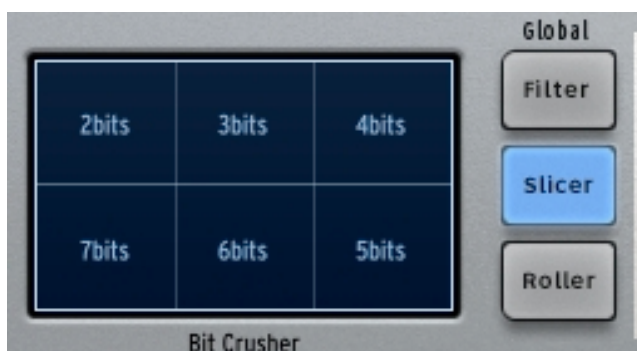 Global
Filter
2bits 3bits 4bits
Slicer
7bits 6bits 5bits
Roller
Bit Crusher